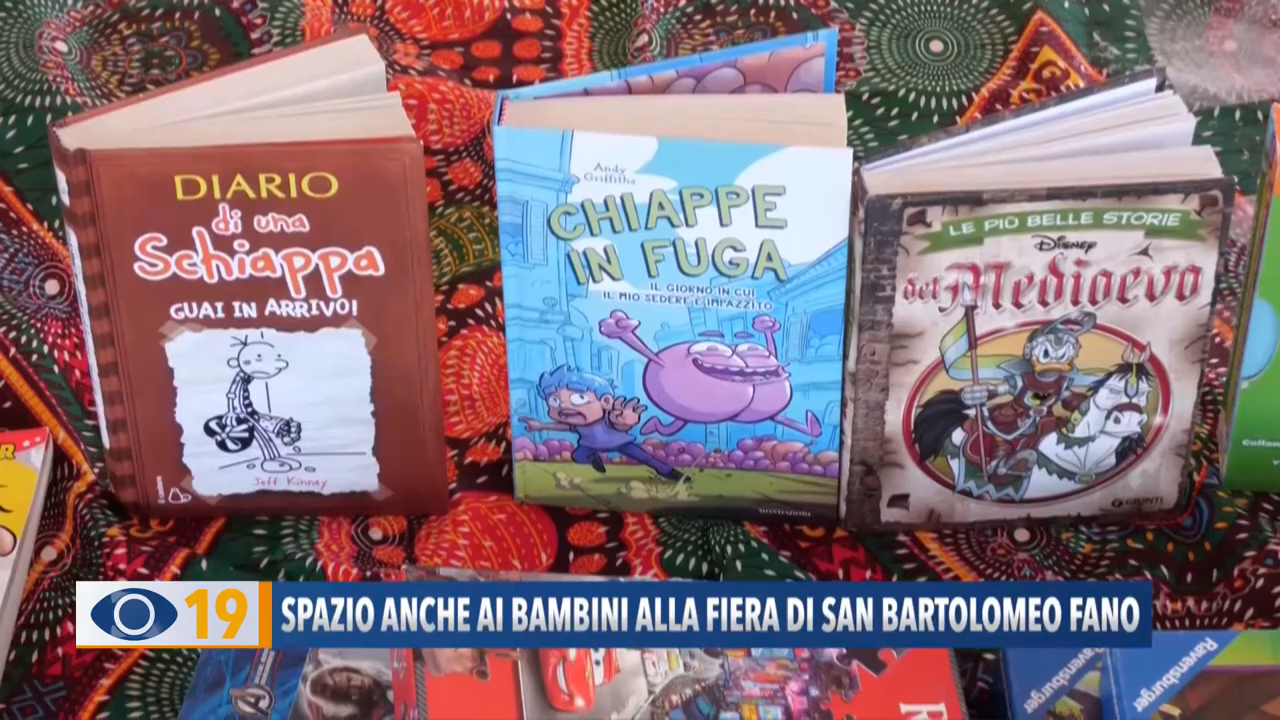 DIARIO
di una
Schiappa
GUAI IN ARRIVO!
Jeff Kinney
Andy
Griffiths
CHIAPPE
IN FUGA
IL GIORNO IN CUI
IL MIO SEDERE È IMPAZZITO
MONDADORI
LE PIÙ BELLE STORIE
Disney
del Medioevo
GIUNTI
19 SPAZIO ANCHE AI BAMBINI ALLA FIERA DI SAN BARTOLOMEO FANO
Ravensburger
Ravensburger